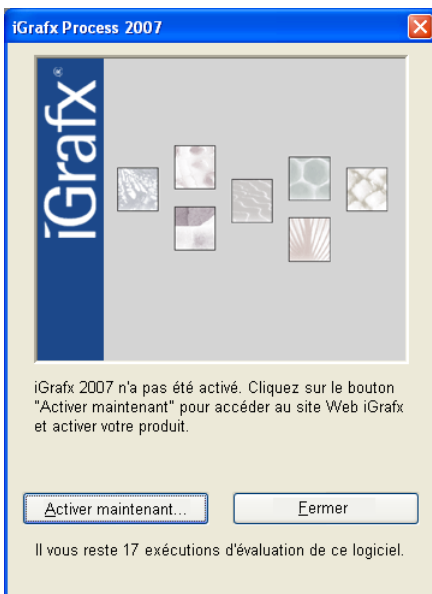 iGrafx Process 2007
iGrafx®
iGrafx 2007 n'a pas été activé. Cliquez sur le bouton
"Activer maintenant" pour accéder au site Web iGrafx
et activer votre produit.
Activer maintenant...
Fermer
Il vous reste 17 exécutions d'évaluation de ce logiciel.